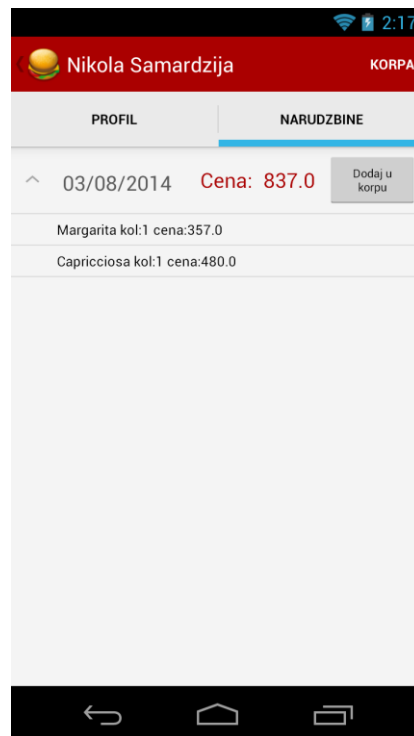 2:17
Nikola Samardzija KORPA
PROFIL NARUDZBINE
03/08/2014 Cena: 837.0 Dodaj u
korpu
Margarita kol:1 cena:357.0
Capricciosa kol:1 cena:480.0